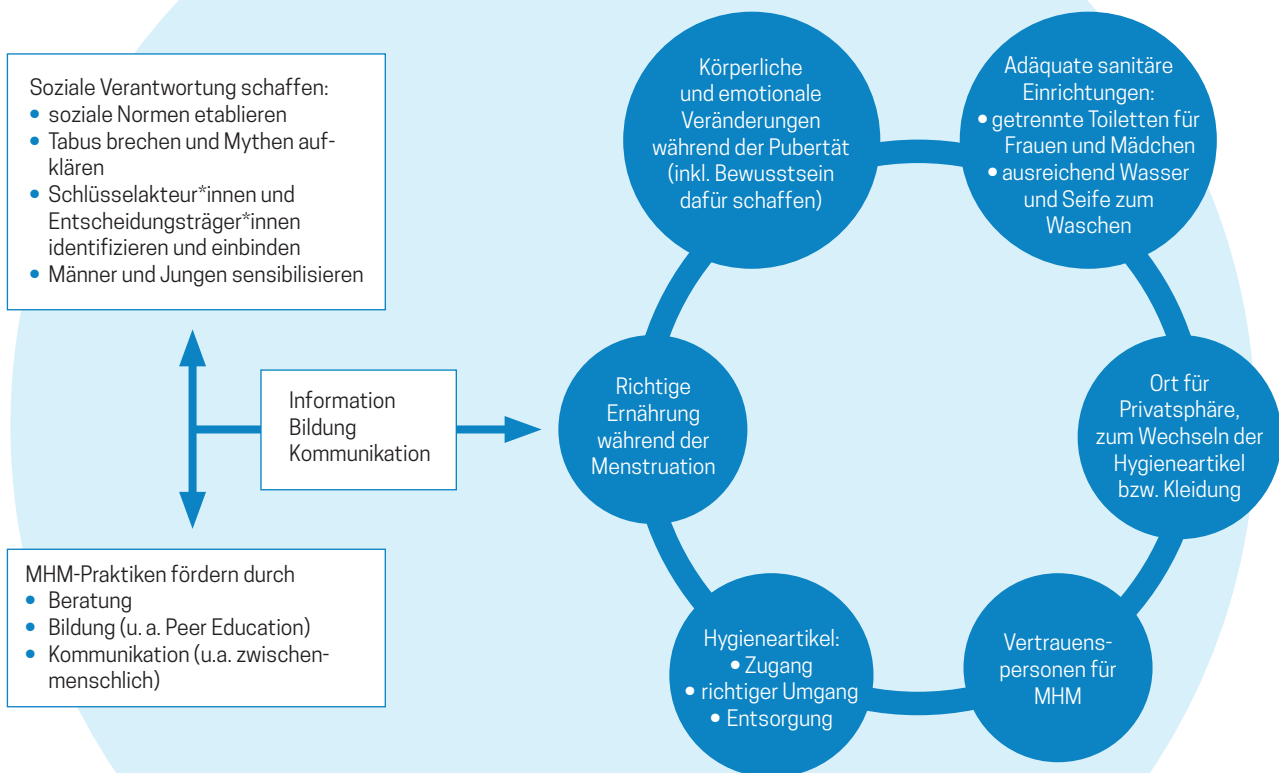 Soziale Verantwortung schaffen:
• soziale Normen etablieren
• Tabus brechen und Mythen auf-
klären
• Schlüsselakteur*innen und
Entscheidungsträger*innen
identifizieren und einbinden
• Männer und Jungen sensibilisieren
Information
Bildung
Kommunikation
MHM-Praktiken fördern durch
• Beratung
• Bildung (u. a. Peer Education)
• Kommunikation (u.a. zwischen-
menschlich)
Körperliche
und emotionale
Veränderungen
während der Pubertät
(inkl. Bewusstsein
dafür schaffen)
Adäquate sanitäre
Einrichtungen:
• getrennte Toiletten für
Frauen und Mädchen
• ausreichend Wasser
und Seife zum
Waschen
Richtige
Ernährung
während der
Menstruation
Ort für
Privatsphäre,
zum Wechseln der
Hygieneartikel
bzw. Kleidung
Hygieneartikel:
• Zugang
• richtiger Umgang
• Entsorgung
Vertrauens-
personen für
MHM